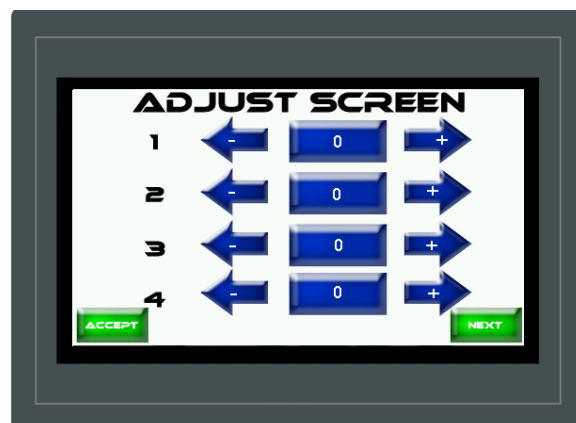 ADJUST SCREEN
1 - 0 +
2 - 0 +
3 - 0 +
4 - 0 +
ACCEPT NEXT